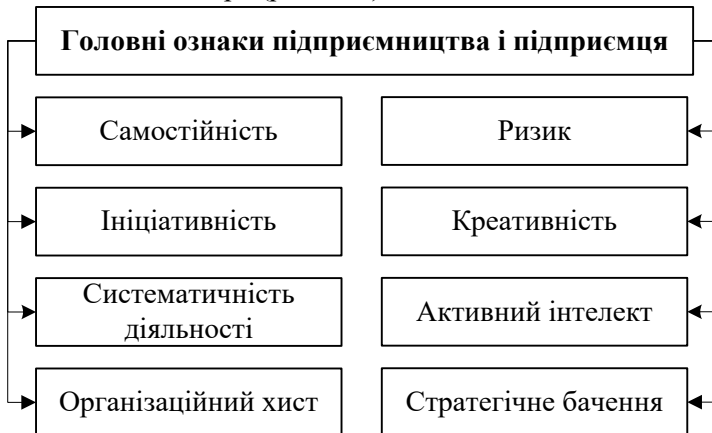 Головні ознаки підприємництва і підприємця
Самостійність
Ризик
Ініціативність
Креативність
Систематичність
діяльності
Активний інтелект
Організаційний хист
Стратегічне бачення